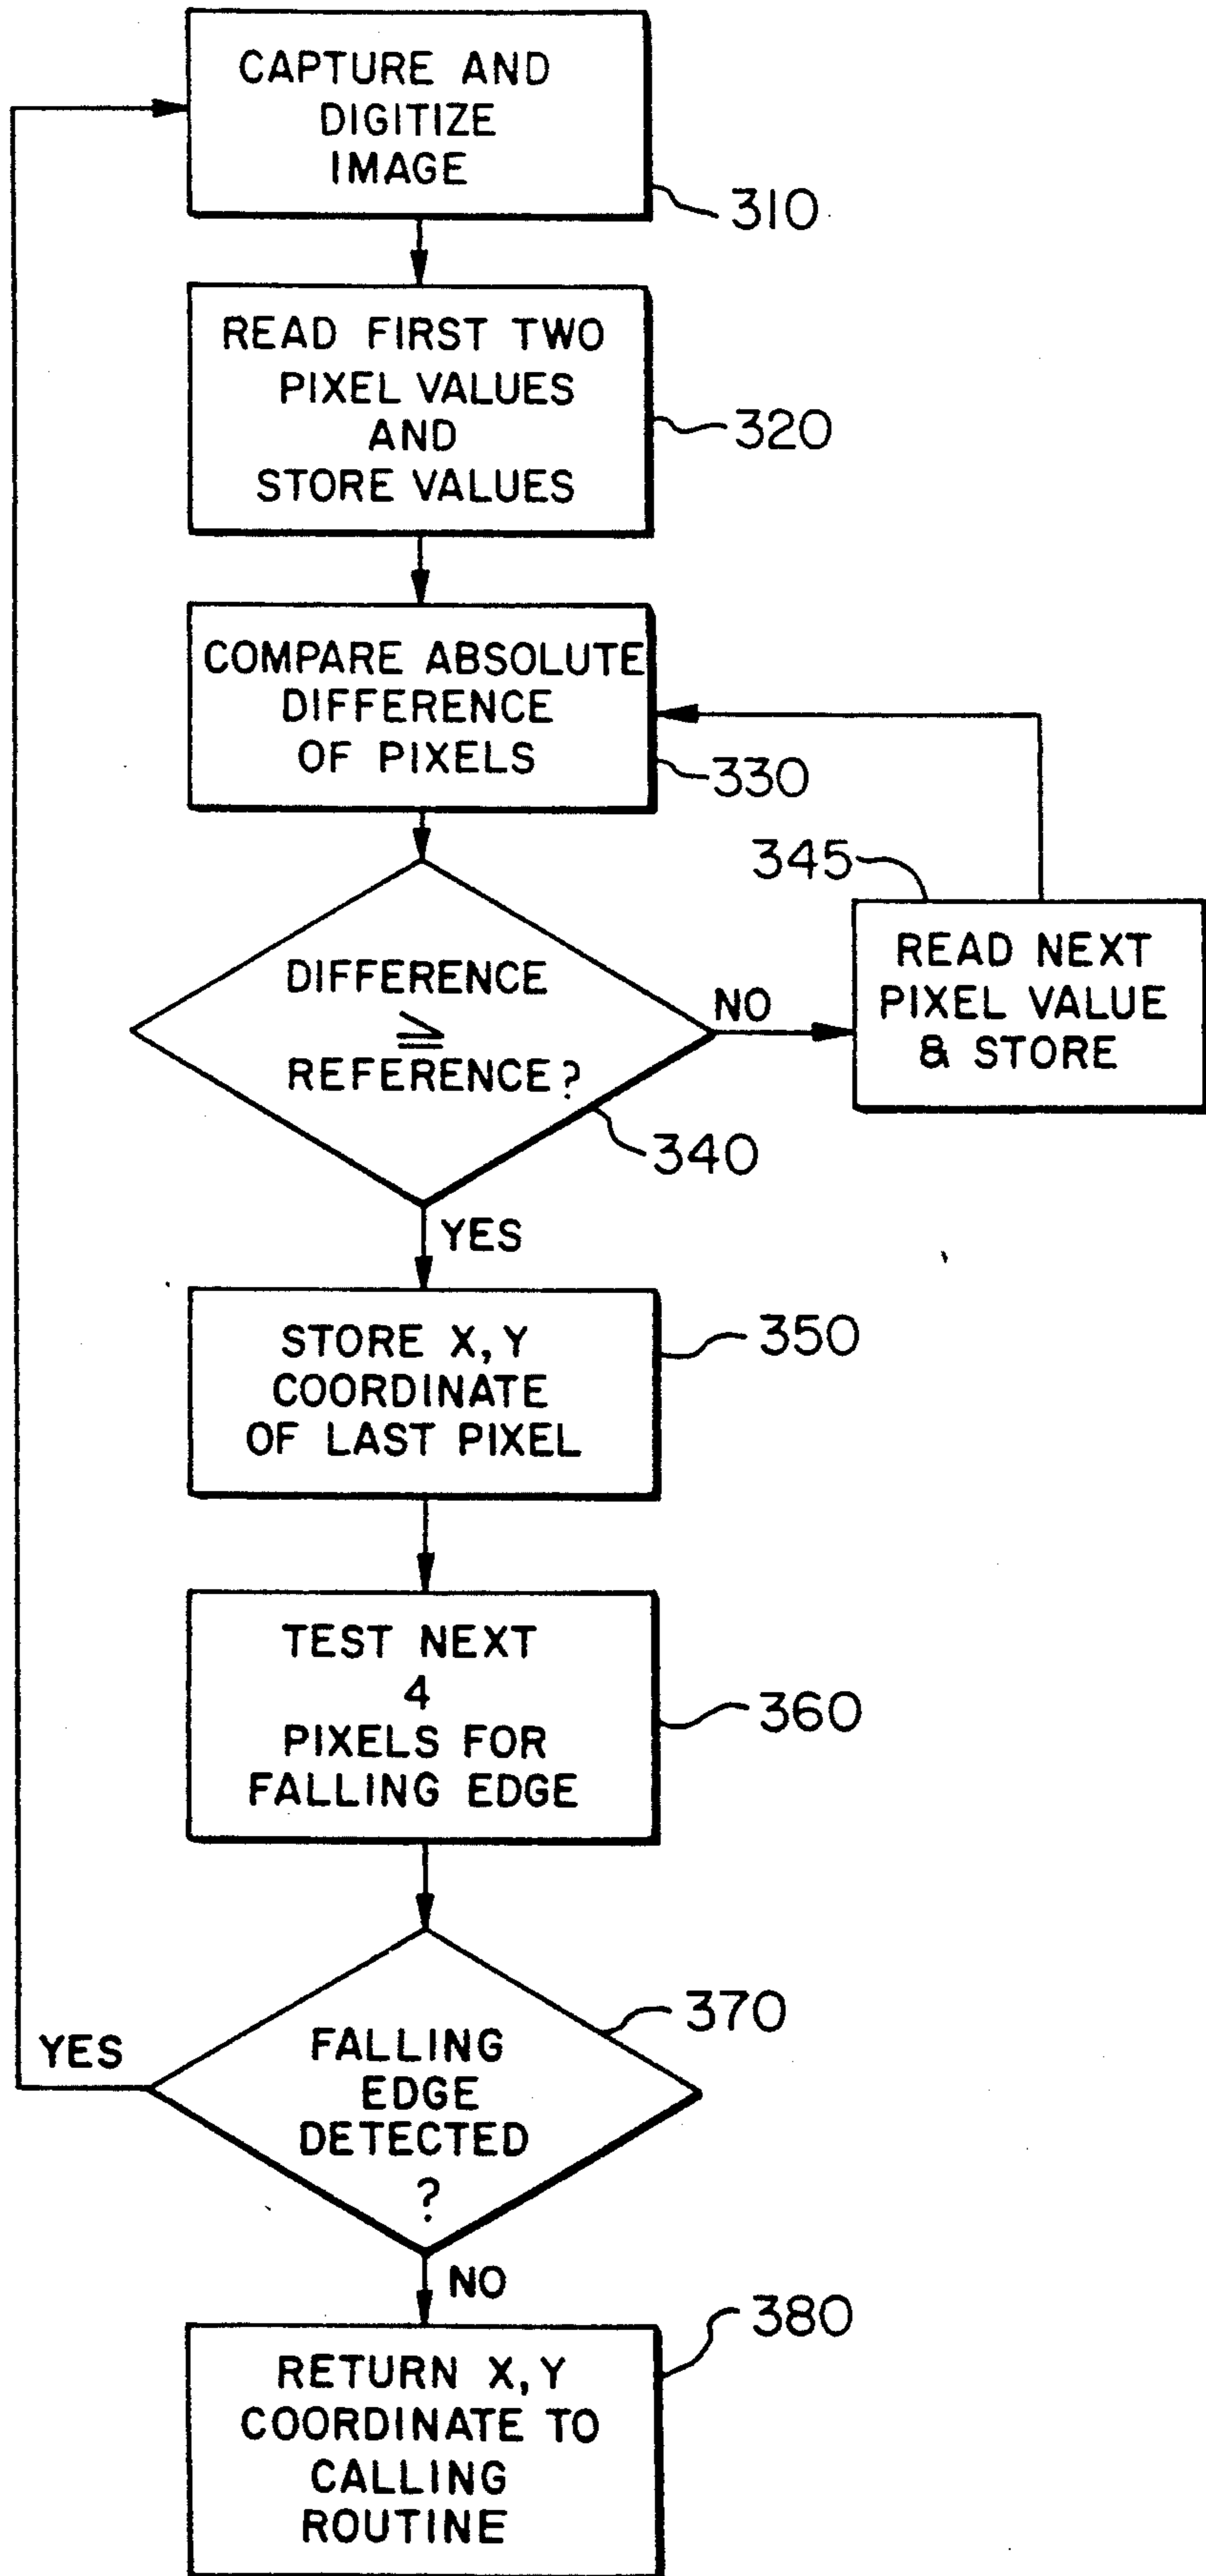 CAPTURE AND
DIGITIZE
IMAGE
310
READ FIRST TWO
PIXEL VALUES
AND
STORE VALUES
320
COMPARE ABSOLUTE
DIFFERENCE
OF PIXELS
330
345
READ NEXT
PIXEL VALUE
& STORE
DIFFERENCE
≧
REFERENCE?
NO
340
YES
STORE X, Y
COORDINATE
OF LAST PIXEL
350
TEST NEXT
4
PIXELS FOR
FALLING EDGE
360
FALLING
EDGE
DETECTED
?
370
YES
NO
RETURN X, Y
COORDINATE TO
CALLING
ROUTINE
380